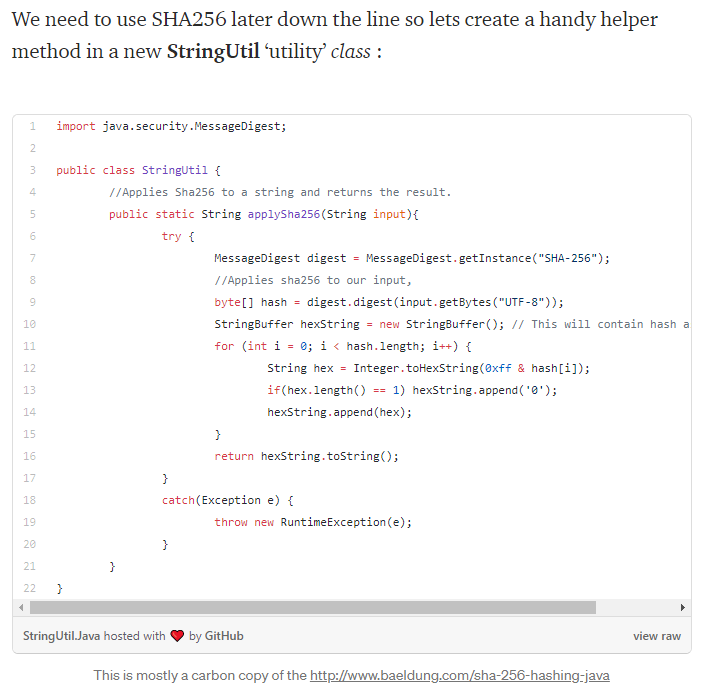 We need to use SHA256 later down the line so lets create a handy helper
method in a new StringUtil ‘utility’ class :
1 import java.security.MessageDigest;
2
3 public class StringUtil {
4 //Applies Sha256 to a string and returns the result.
5 public static String applySha256(String input){
6 try {
7 MessageDigest digest = MessageDigest.getInstance("SHA-256");
8 //Applies sha256 to our input,
9 byte[] hash = digest.digest(input.getBytes("UTF-8"));
10 StringBuffer hexString = new StringBuffer(); // This will contain hash a
11 for (int i = 0; i < hash.length; i++) {
12 String hex = Integer.toHexString(0xff & hash[i]);
13 if(hex.length() == 1) hexString.append('0');
14 hexString.append(hex);
15 }
16 return hexString.toString();
17 }
18 catch(Exception e) {
19 throw new RuntimeException(e);
20 }
21 }
22 }
StringUtil.Java hosted with ❤ by GitHub view raw
This is mostly a carbon copy of the http://www.baeldung.com/sha-256-hashing-java